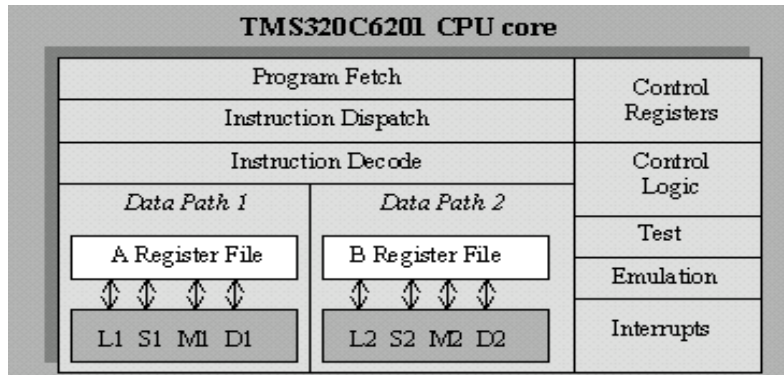 TMS320C6201 CPU core
Program Fetch
Instruction Dispatch
Instruction Decode
Data Path 1
Data Path 2
A Register File
B Register File
L1 S1 M1 D1
L2 S2 M2 D2
Control
Registers
Control
Logic
Test
Emulation
Interrupts